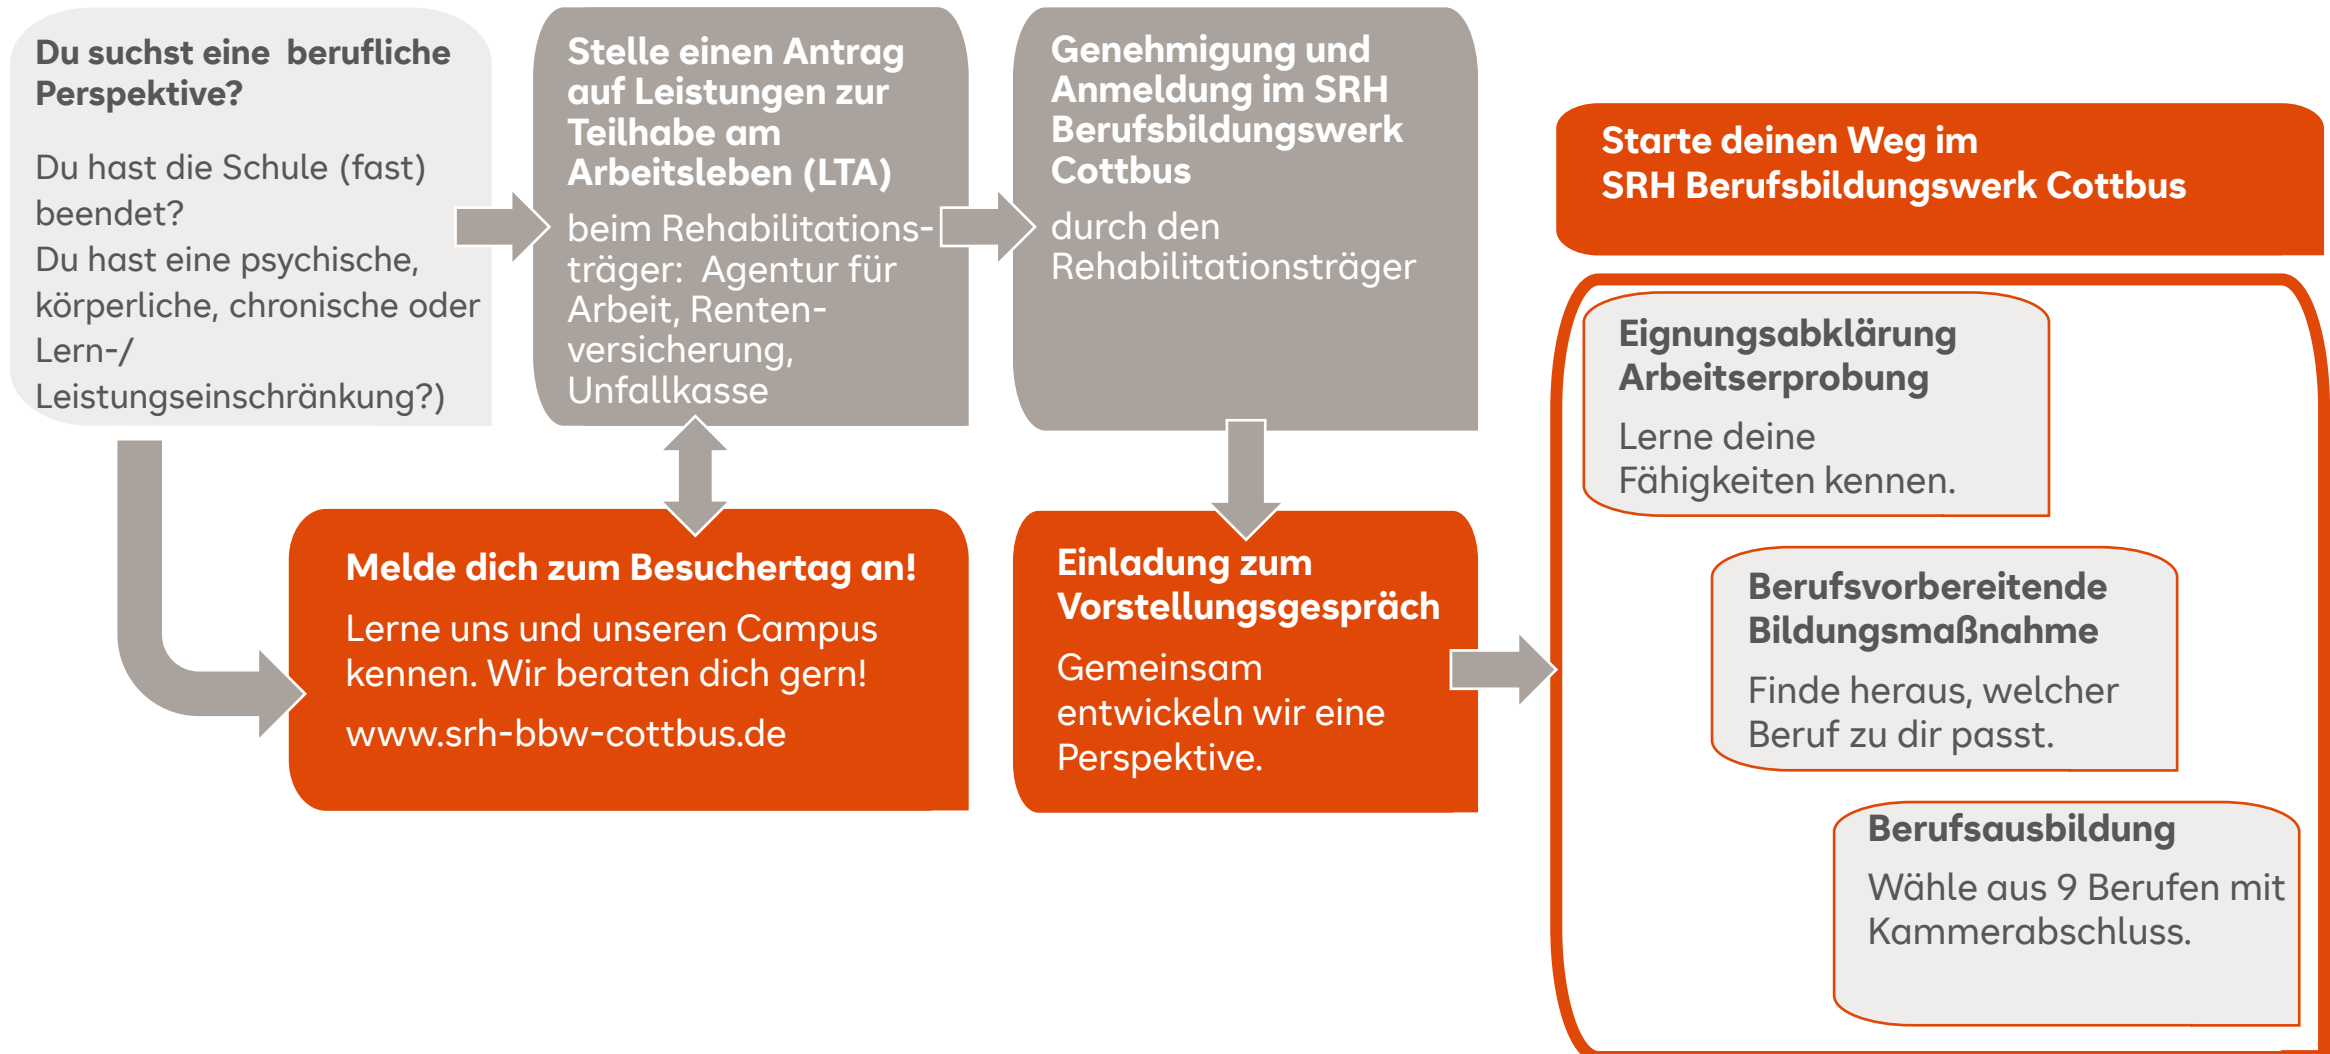 Du suchst eine berufliche
Perspektive?
Du hast die Schule (fast)
beendet?
Du hast eine psychische,
körperliche, chronische oder
Lern-/
Leistungseinschränkung?)
Stelle einen Antrag
auf Leistungen zur
Teilhabe am
Arbeitsleben (LTA)
beim Rehabilitations-
träger: Agentur für
Arbeit, Renten-
versicherung,
Unfallkasse
Genehmigung und
Anmeldung im SRH
Berufsbildungswerk
Cottbus
durch den
Rehabilitationsträger
Melde dich zum Besuchertag an!
Lerne uns und unseren Campus
kennen. Wir beraten dich gern!
www.srh-bbw-cottbus.de
Einladung zum
Vorstellungsgespräch
Gemeinsam
entwickeln wir eine
Perspektive.
Starte deinen Weg im
SRH Berufsbildungswerk Cottbus
Eignungsabklärung
Arbeitserprobung
Lerne deine
Fähigkeiten kennen.
Berufsvorbereitende
Bildungsmaßnahme
Finde heraus, welcher
Beruf zu dir passt.
Berufsausbildung
Wähle aus 9 Berufen mit
Kammerabschluss.